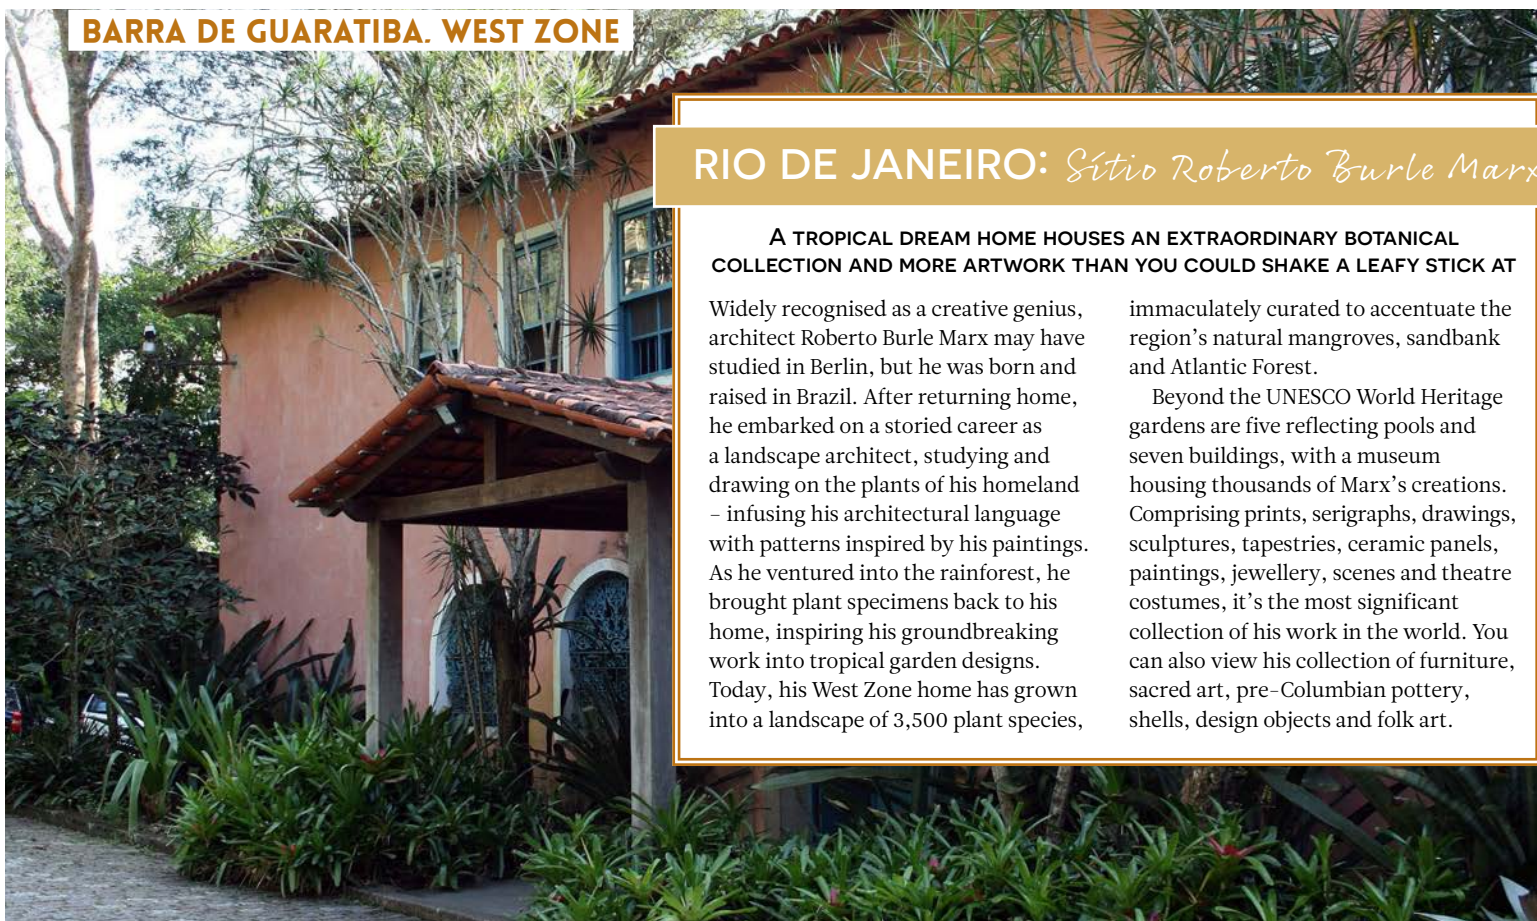 BARRA DE GUARATIBA. WEST ZONE
RIO DE JANEIRO: Sítio Roberto Burle Marx
A TROPICAL DREAM HOME HOUSES AN EXTRAORDINARY BOTANICAL
COLLECTION AND MORE ARTWORK THAN YOU COULD SHAKE A LEAFY STICK AT
Widely recognised as a creative genius,
architect Roberto Burle Marx may have
studied in Berlin, but he was born and
raised in Brazil. After returning home,
he embarked on a storied career as
a landscape architect, studying and
drawing on the plants of his homeland
– infusing his architectural language
with patterns inspired by his paintings.
As he ventured into the rainforest, he
brought plant specimens back to his
home, inspiring his groundbreaking
work into tropical garden designs.
Today, his West Zone home has grown
into a landscape of 3,500 plant species,
immaculately curated to accentuate the
region’s natural mangroves, sandbank
and Atlantic Forest.
Beyond the UNESCO World Heritage
gardens are five reflecting pools and
seven buildings, with a museum
housing thousands of Marx’s creations.
Comprising prints, serigraphs, drawings,
sculptures, tapestries, ceramic panels,
paintings, jewellery, scenes and theatre
costumes, it’s the most significant
collection of his work in the world. You
can also view his collection of furniture,
sacred art, pre-Columbian pottery,
shells, design objects and folk art.